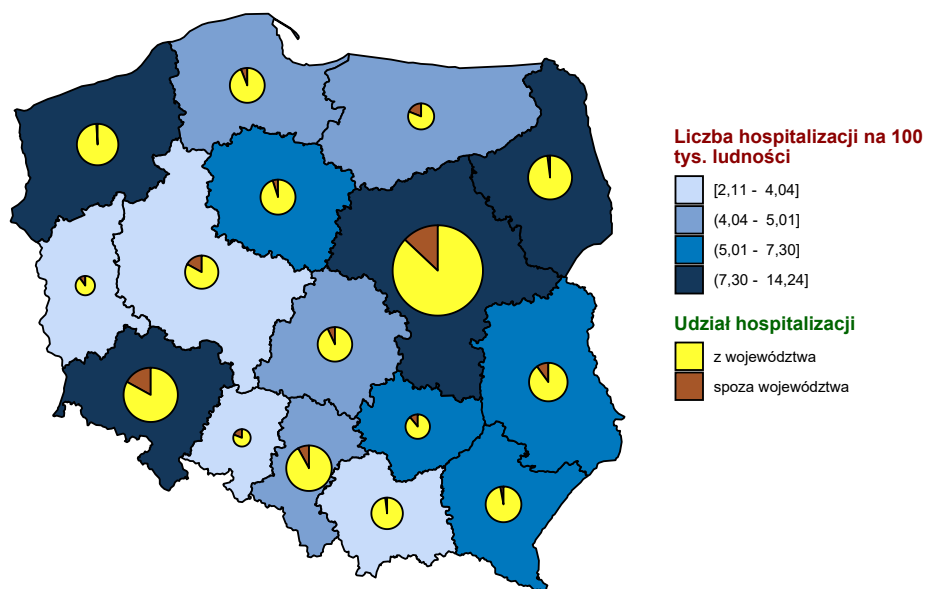 Liczba hospitalizacji na 100
tys. ludności
[2,11 - 4,04]
(4,04 - 5,01]
(5,01 - 7,30]
(7,30 - 14,24]
Udział hospitalizacji
z województwa
spoza województwa